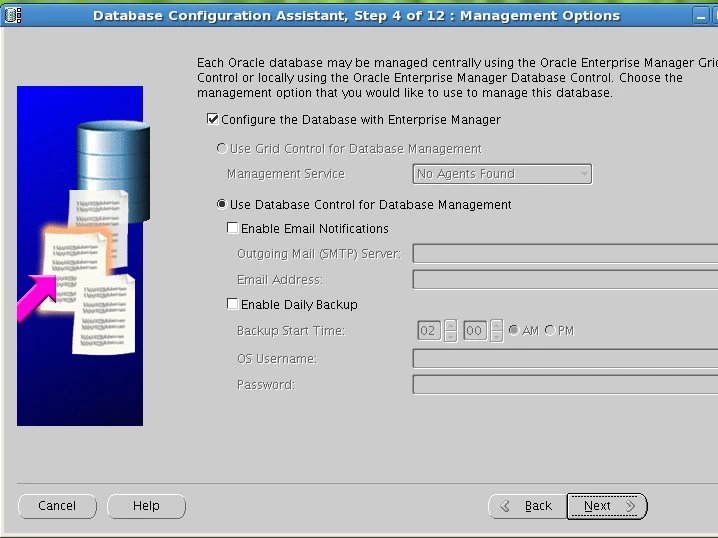 Database Configuration Assistant, Step 4 of 12 : Management Options
Each Oracle database may be managed centrally using the Oracle Enterprise Manager Grid
Control or locally using the Oracle Enterprise Manager Database Control. Choose the
management option that you would like to use to manage this database.
Configure the Database with Enterprise Manager
Use Grid Control for Database Management
Management Service No Agents Found
Use Database Control for Database Management
Enable Email Notifications
Outgoing Mail (SMTP) Server:
Email Address:
Enable Daily Backup
Backup Start Time: 02 00 AM PM
OS Username:
Password:
Cancel Help Back Next